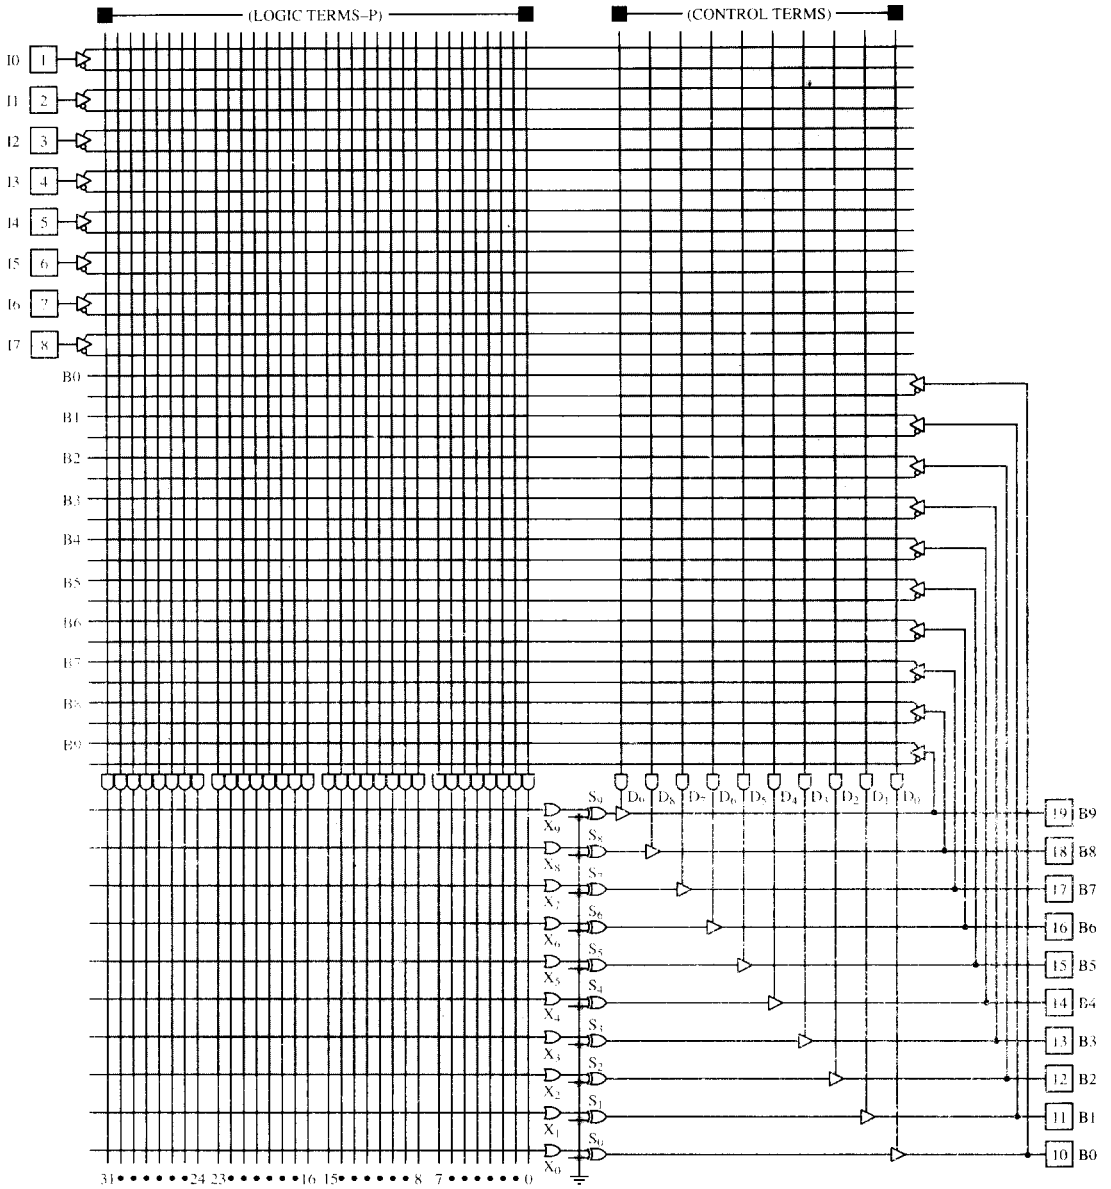 (LOGIC TERMS–P) (CONTROL TERMS)
I0 1
I1 2
I2 3
I3 4
I4 5
I5 6
I6 7
I7 8
B0
B1
B2
B3
B4
B5
B6
B7
B8
B9
D9 D8 D7 D6 D5 D4 D3 D2 D1 D0
X9 S9 19 B9
X8 S8 18 B8
X7 S7 17 B7
X6 S6 16 B6
X5 S5 15 B5
X4 S4 14 B4
X3 S3 13 B3
X2 S2 12 B2
X1 S1 11 B1
X0 S0 10 B0
31 24 23 16 15 8 7 0